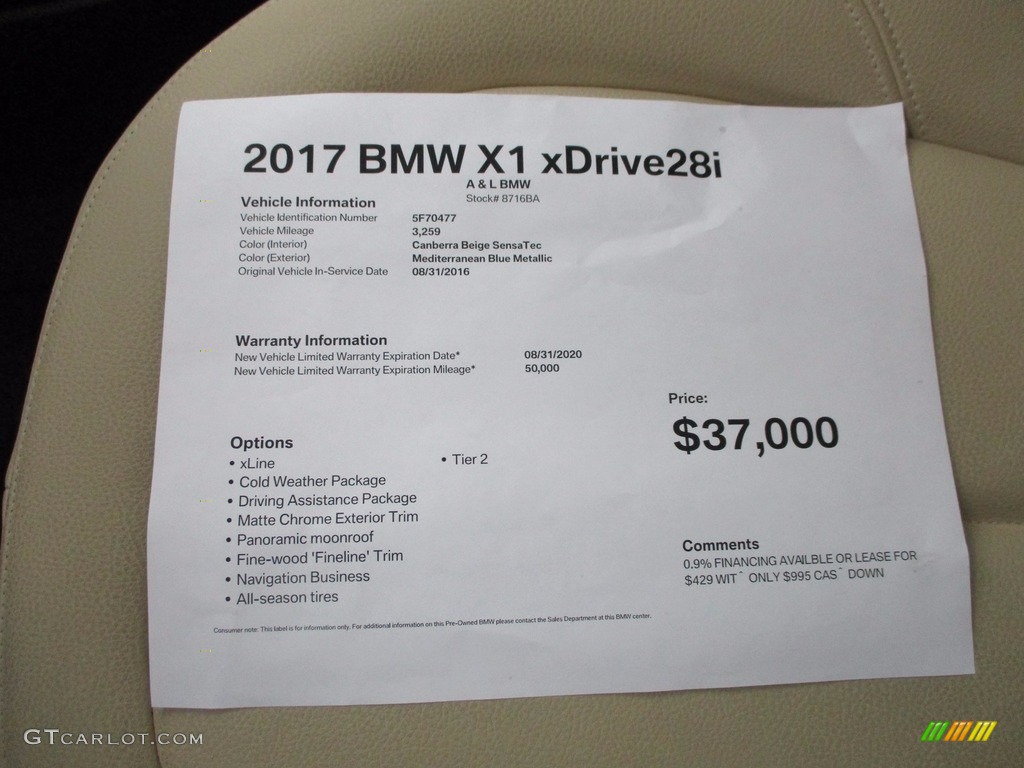 2017 BMW X1 xDrive28i
A & L BMW
Stock# 8716BA
Vehicle Information
Vehicle Identification Number 5F70477
Vehicle Mileage 3,259
Color (Interior) Canberra Beige SensaTec
Color (Exterior) Mediterranean Blue Metallic
Original Vehicle In-Service Date 08/31/2016
Warranty Information
New Vehicle Limited Warranty Expiration Date* 08/31/2020
New Vehicle Limited Warranty Expiration Mileage* 50,000
Price:
$37,000
Options
• xLine
• Cold Weather Package
• Driving Assistance Package
• Matte Chrome Exterior Trim
• Panoramic moonroof
• Fine-wood 'Fineline' Trim
• Navigation Business
• All-season tires
• Tier 2
Comments
0.9% FINANCING AVAILBLE OR LEASE FOR
$429 WIT¨ ONLY $995 CAS¨ DOWN
Consumer note: This label is for information only. For additional information on this Pre-Owned BMW please contact the Sales Department at this BMW center.
GTCARLOT.COM